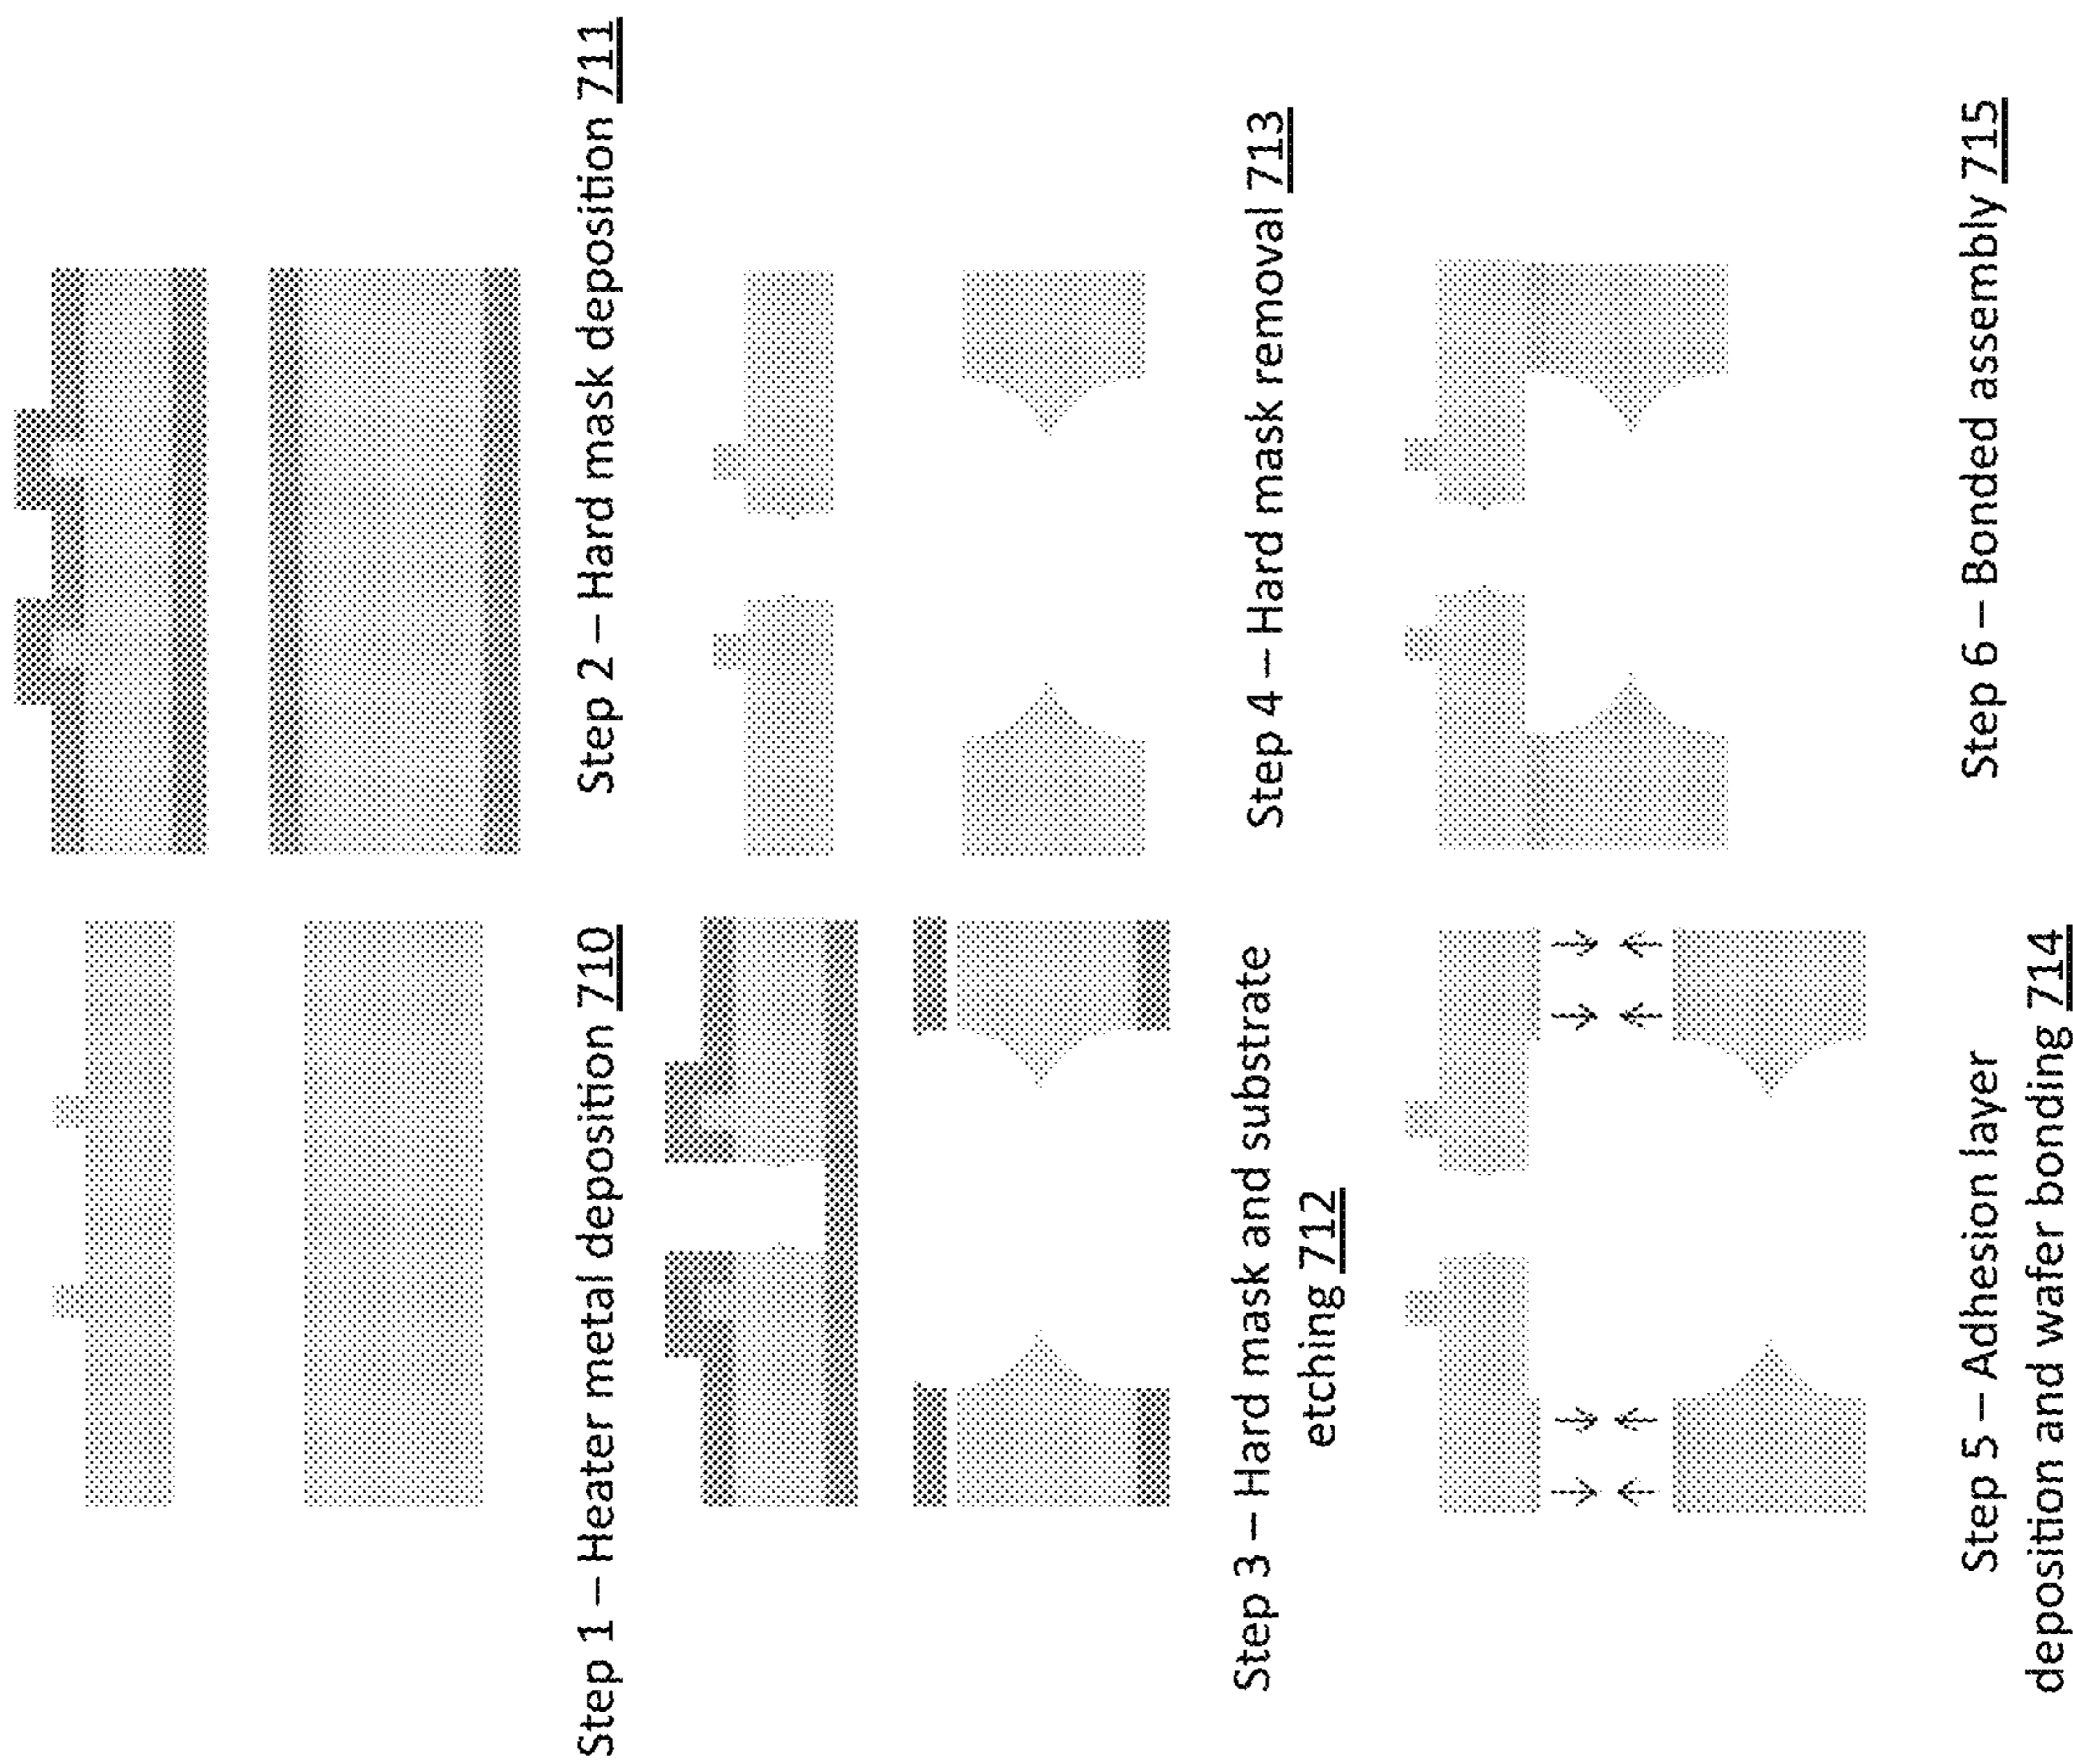 Step 1 – Heater metal deposition 710
Step 2 – Hard mask deposition 711
Step 3 – Hard mask and substrate
etching 712
Step 4 – Hard mask removal 713
Step 5 – Adhesion layer
deposition and wafer bonding 714
Step 6 – Bonded assembly 715